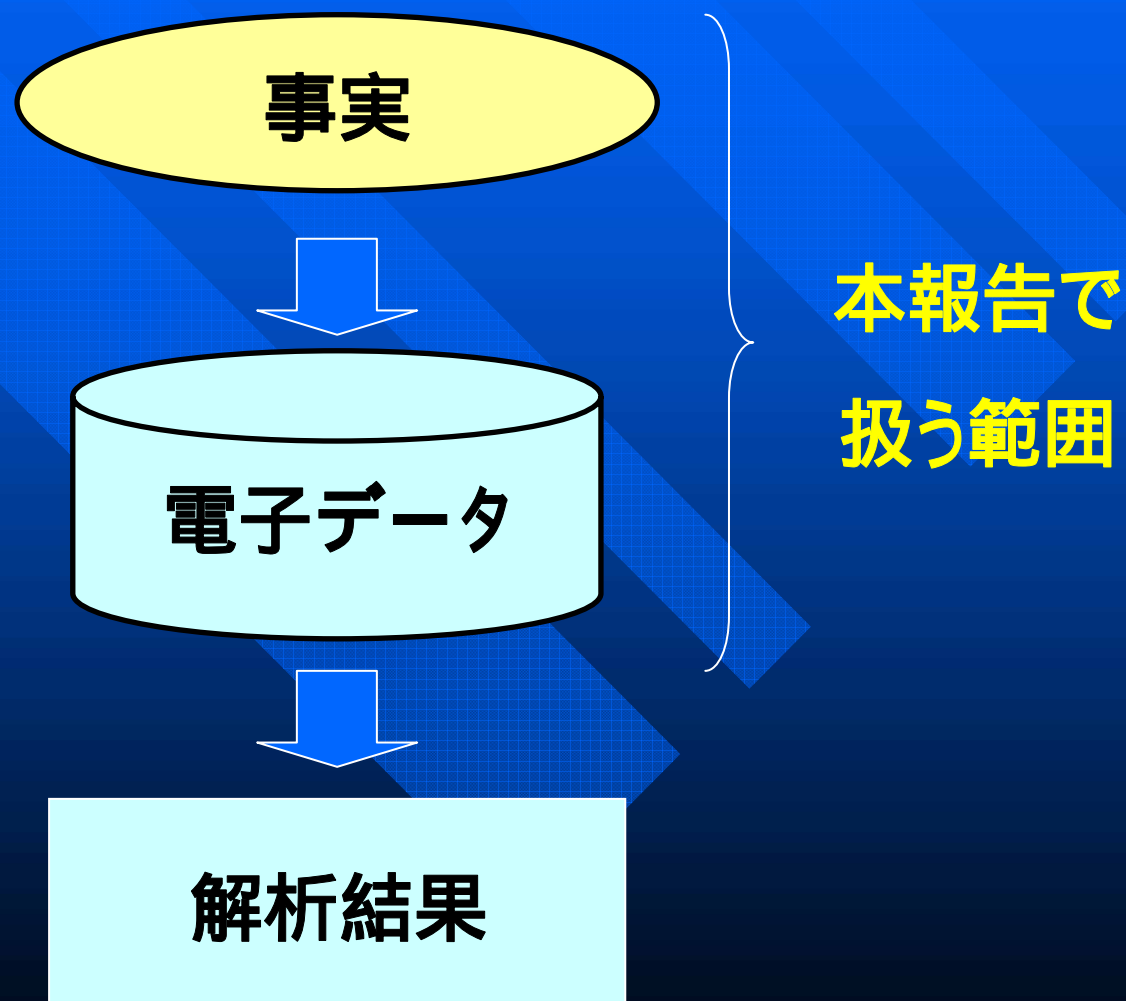 事実
電子データ
解析結果
本報告で
扱う範囲